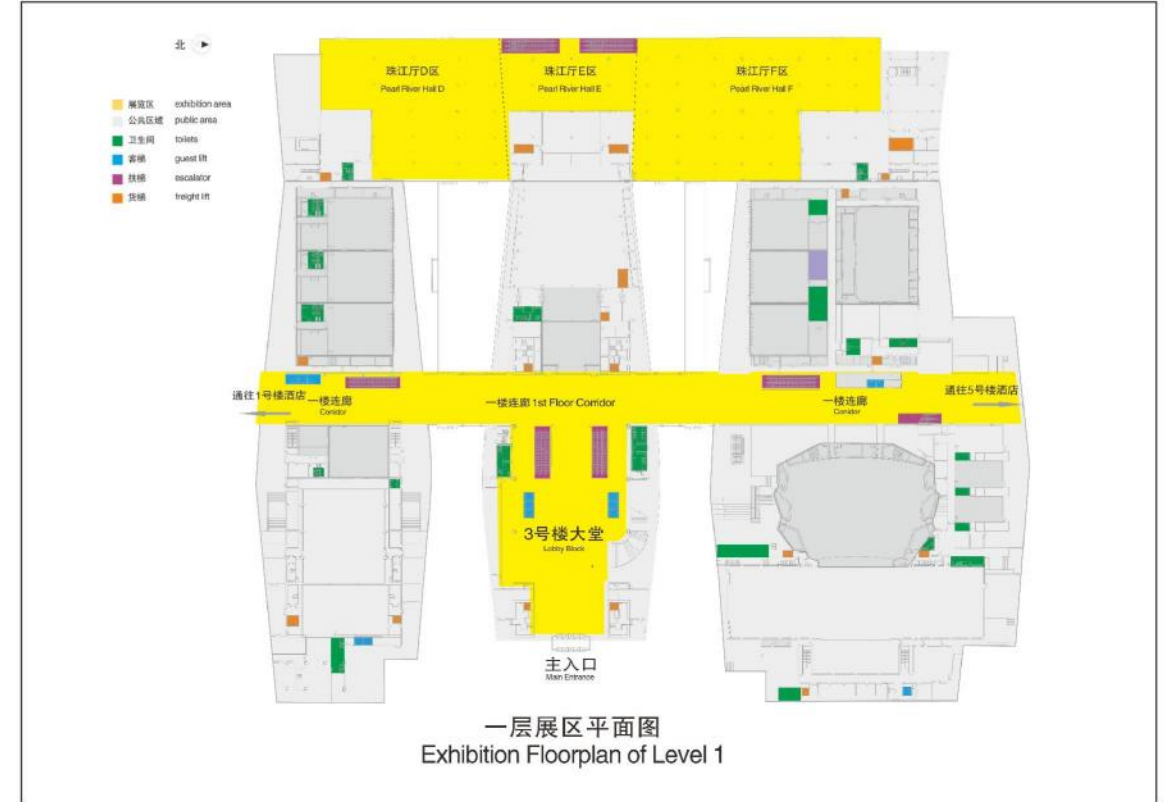 北
展览区 exhibition area
公共区域 public area
卫生间 toilets
客梯 guest lift
扶梯 escalator
货梯 freight lift
珠江厅D区
Pearl River Hall D
珠江厅E区
Pearl River Hall E
珠江厅F区
Pearl River Hall F
通往1号楼酒店
一楼连廊
Corridor
一楼连廊 1st Floor Corridor
一楼连廊
Corridor
通往5号楼酒店
3号楼大堂
Lobby Block
主入口
Main Entrance
一层展区平面图
Exhibition Floorplan of Level 1